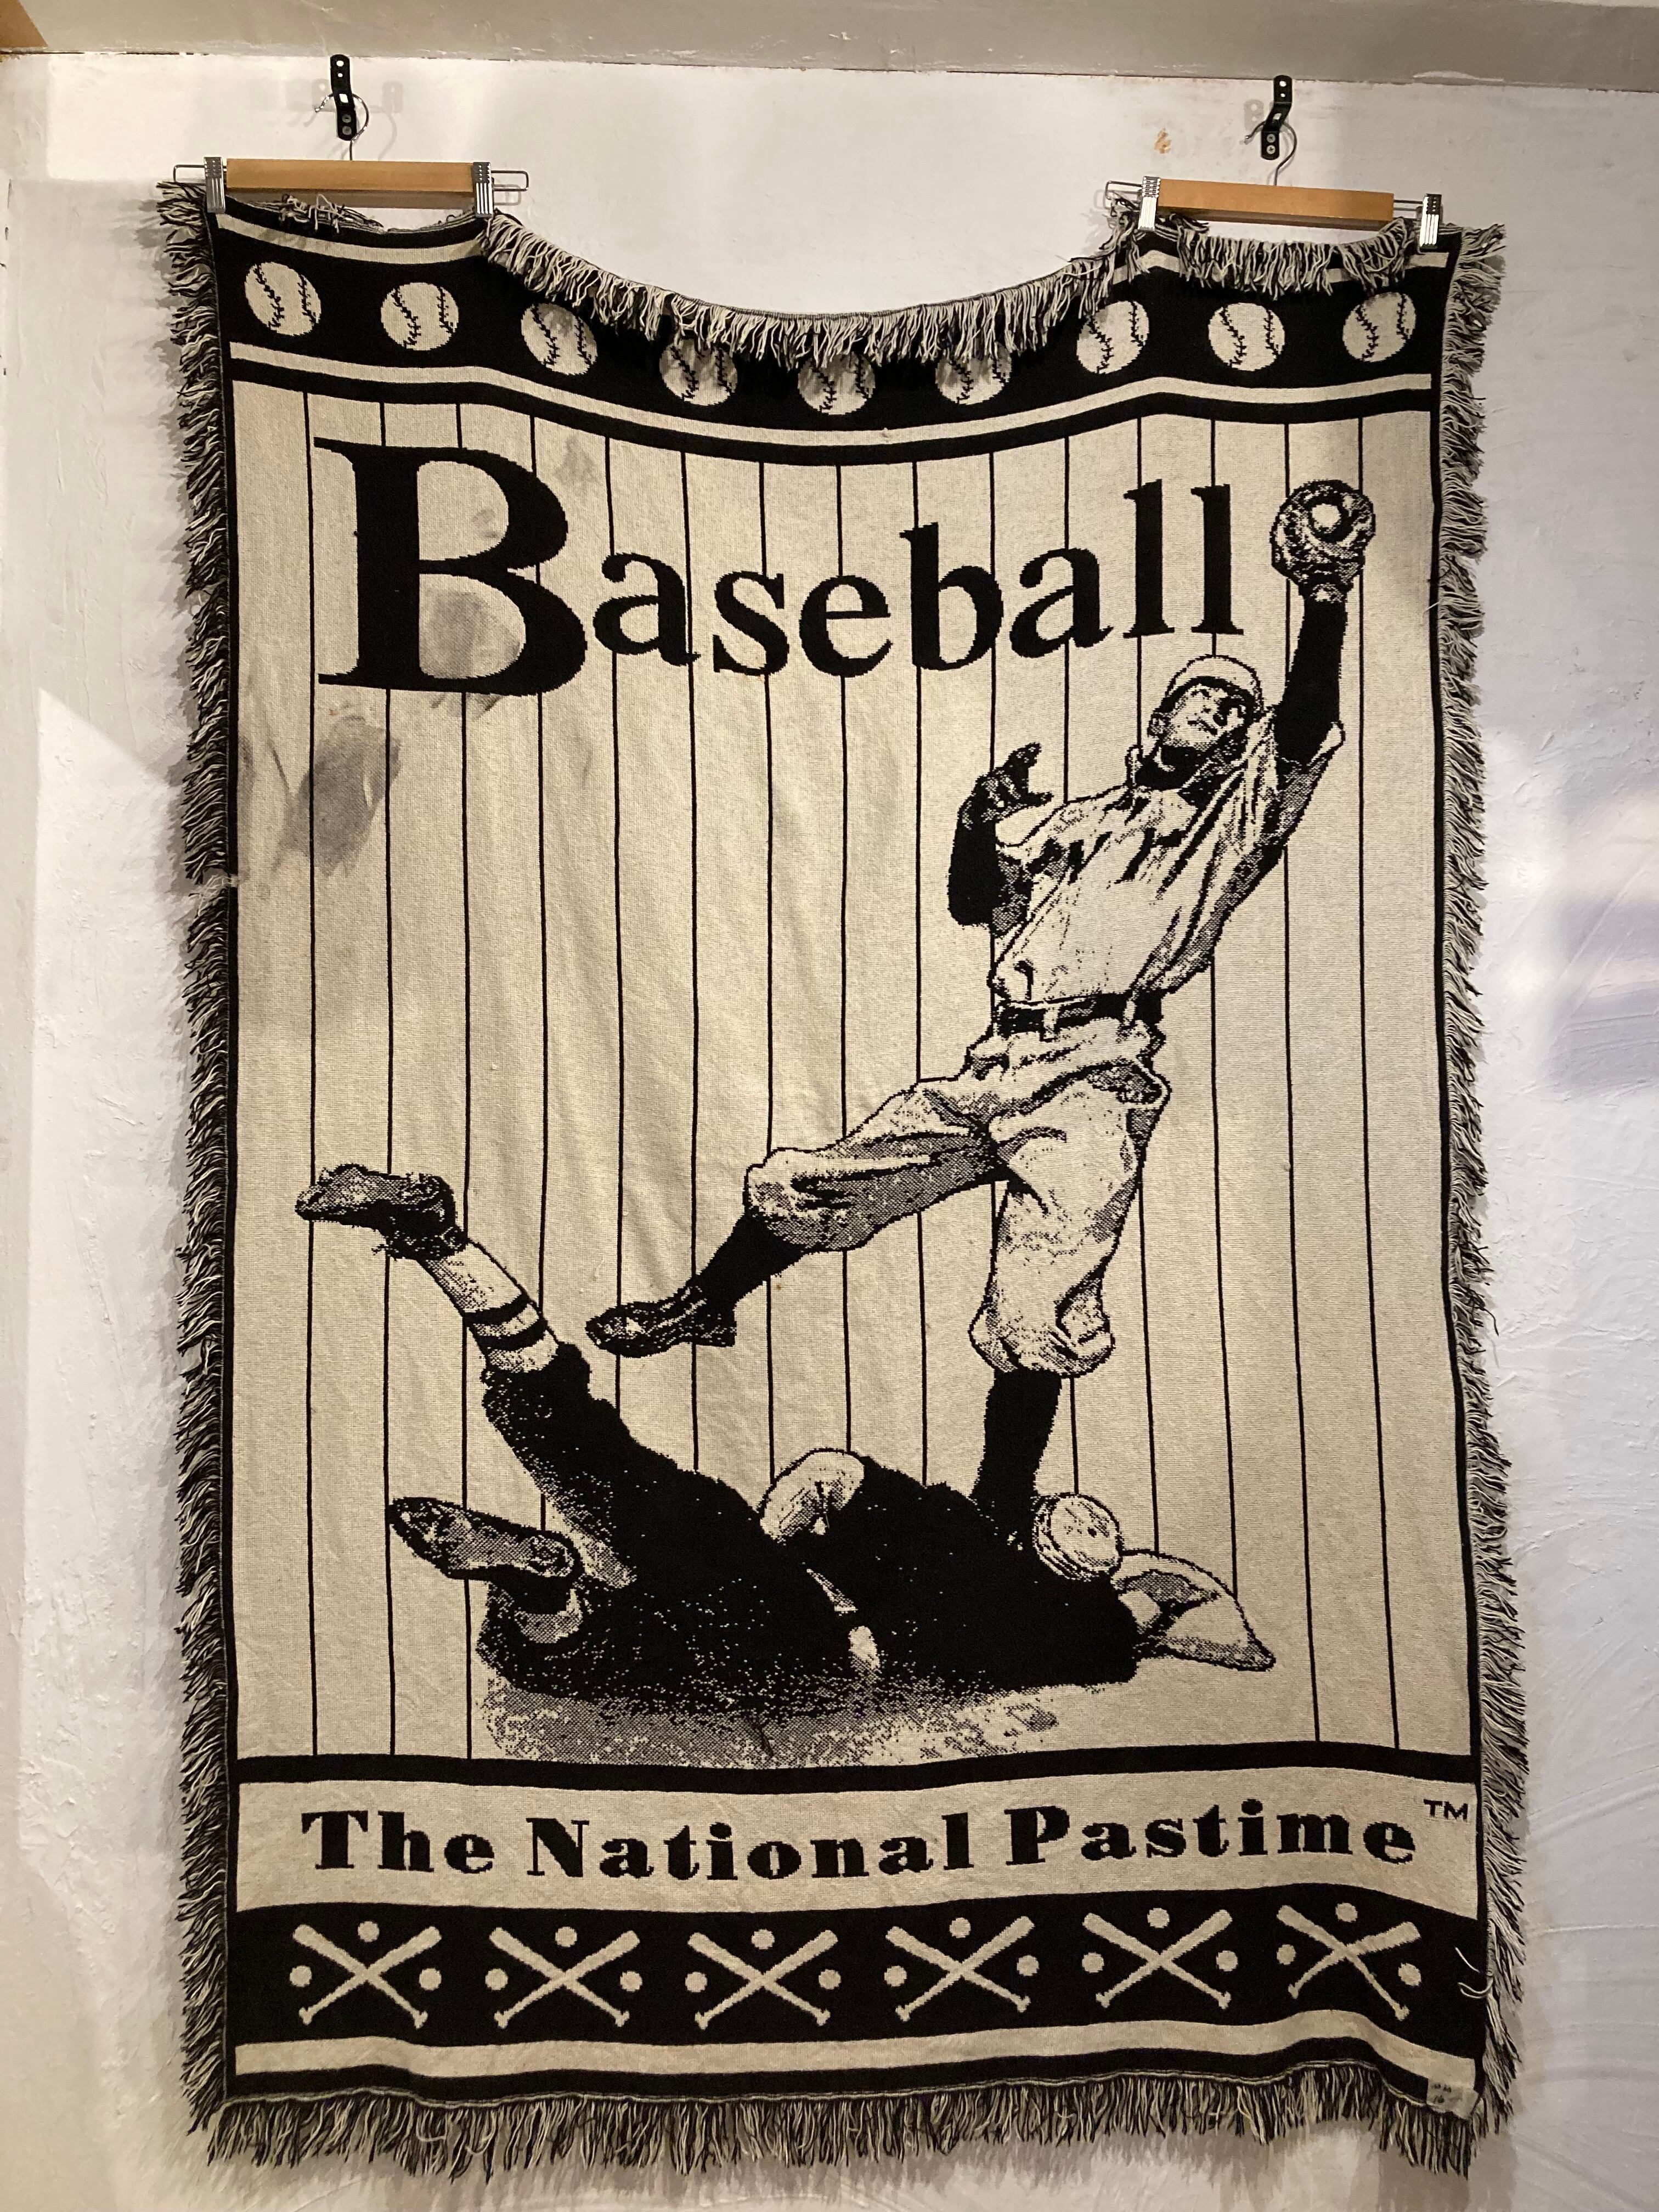 Baseball
The National Pastime™